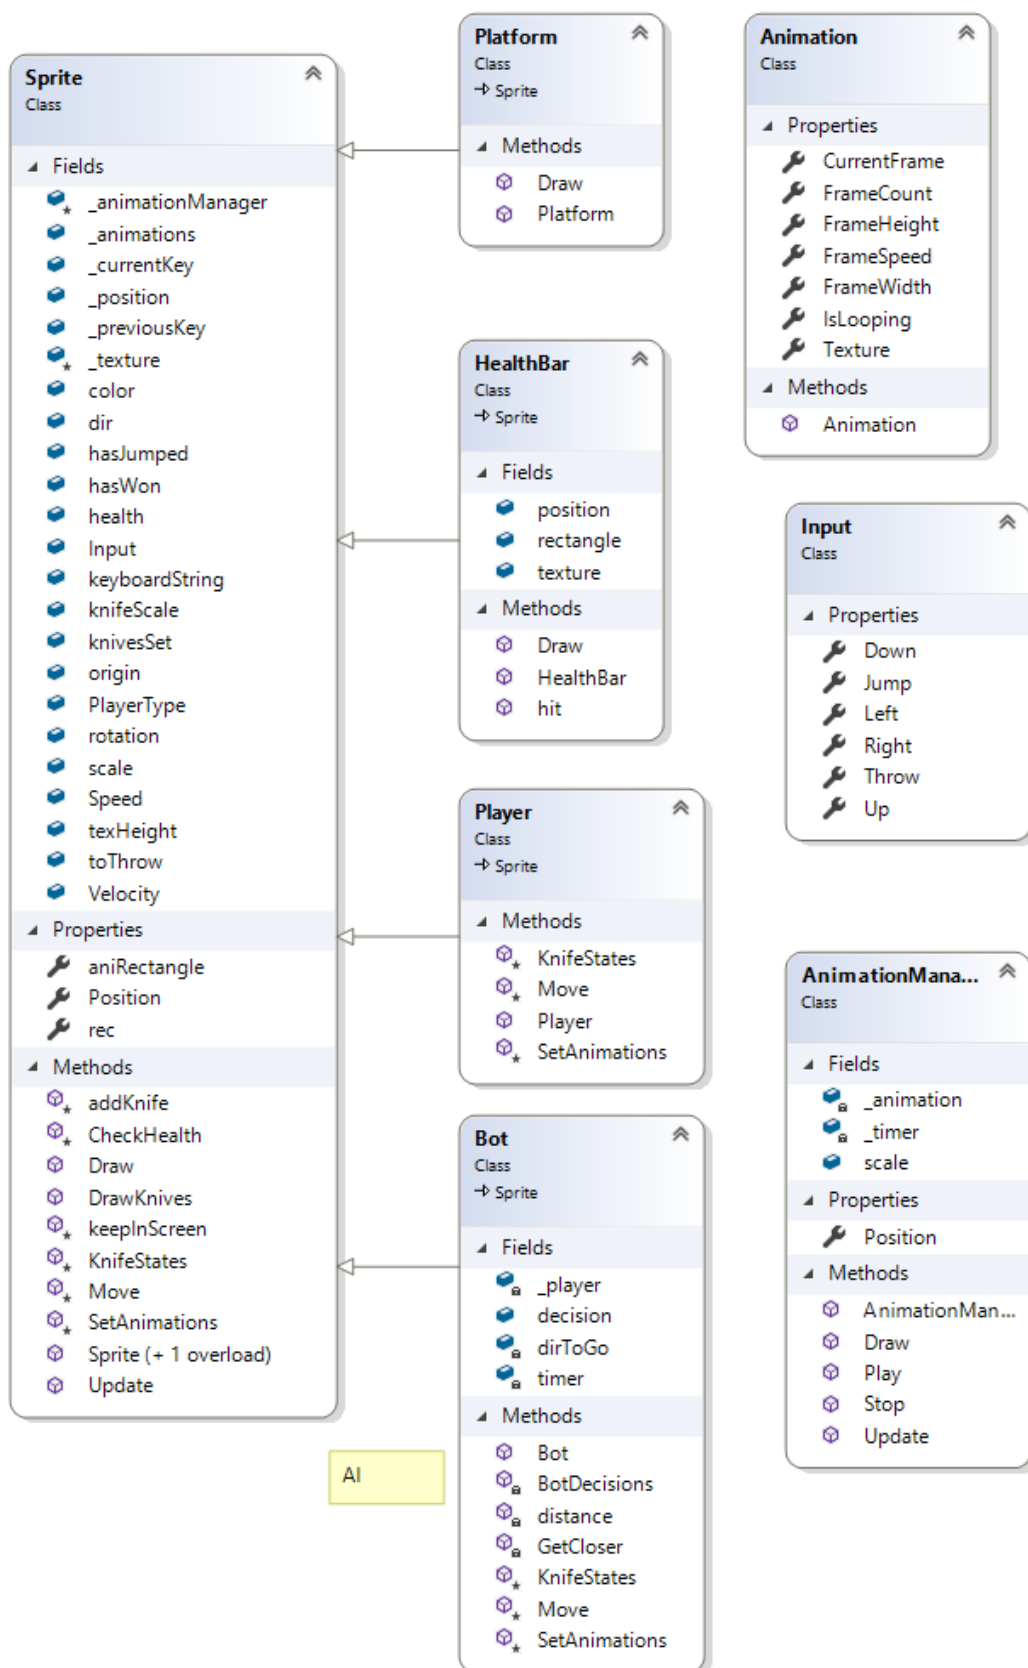 Sprite
Class
Fields
_animationManager
_animations
_currentKey
_position
_previousKey
_texture
color
dir
hasJumped
hasWon
health
Input
keyboardString
knifeScale
knivesSet
origin
PlayerType
rotation
scale
Speed
texHeight
toThrow
Velocity
Properties
aniRectangle
Position
rec
Methods
addKnife
CheckHealth
Draw
DrawKnives
keepInScreen
KnifeStates
Move
SetAnimations
Sprite (+ 1 overload)
Update
Platform
Class
Sprite
Methods
Draw
Platform
HealthBar
Class
Sprite
Fields
position
rectangle
texture
Methods
Draw
HealthBar
hit
Player
Class
Sprite
Methods
KnifeStates
Move
Player
SetAnimations
AI
Bot
Class
Sprite
Fields
_player
decision
dirToGo
timer
Methods
Bot
BotDecisions
distance
GetCloser
KnifeStates
Move
SetAnimations
Animation
Class
Properties
CurrentFrame
FrameCount
FrameHeight
FrameSpeed
FrameWidth
IsLooping
Texture
Methods
Animation
Input
Class
Properties
Down
Jump
Left
Right
Throw
Up
AnimationMana...
Class
Fields
_animation
_timer
scale
Properties
Position
Methods
AnimationMan...
Draw
Play
Stop
Update